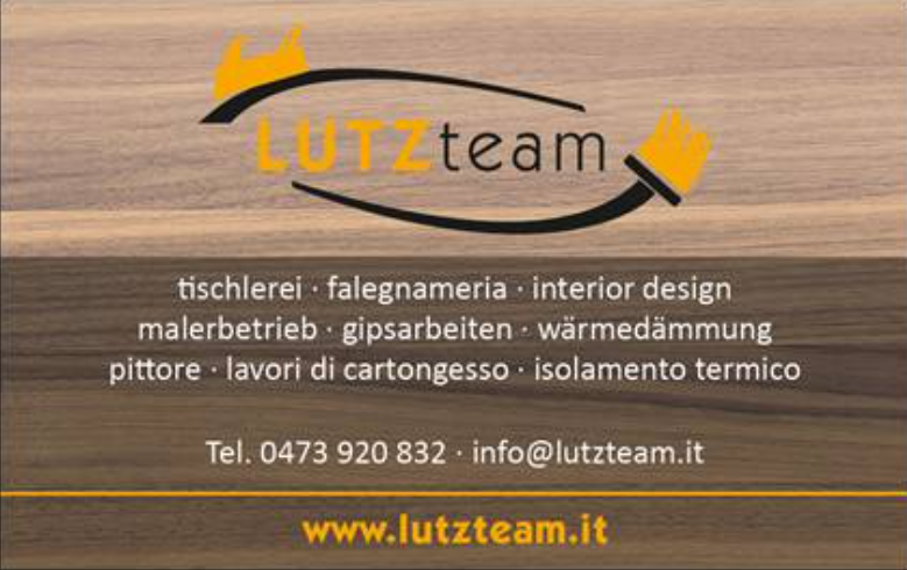 LUTZteam
tischlerei · falegnameria · interior design
malerbetrieb · gipsarbeiten · wärmedämmung
pittore · lavori di cartongesso · isolamento termico
Tel. 0473 920 832 · info@lutzteam.it
www.lutzteam.it